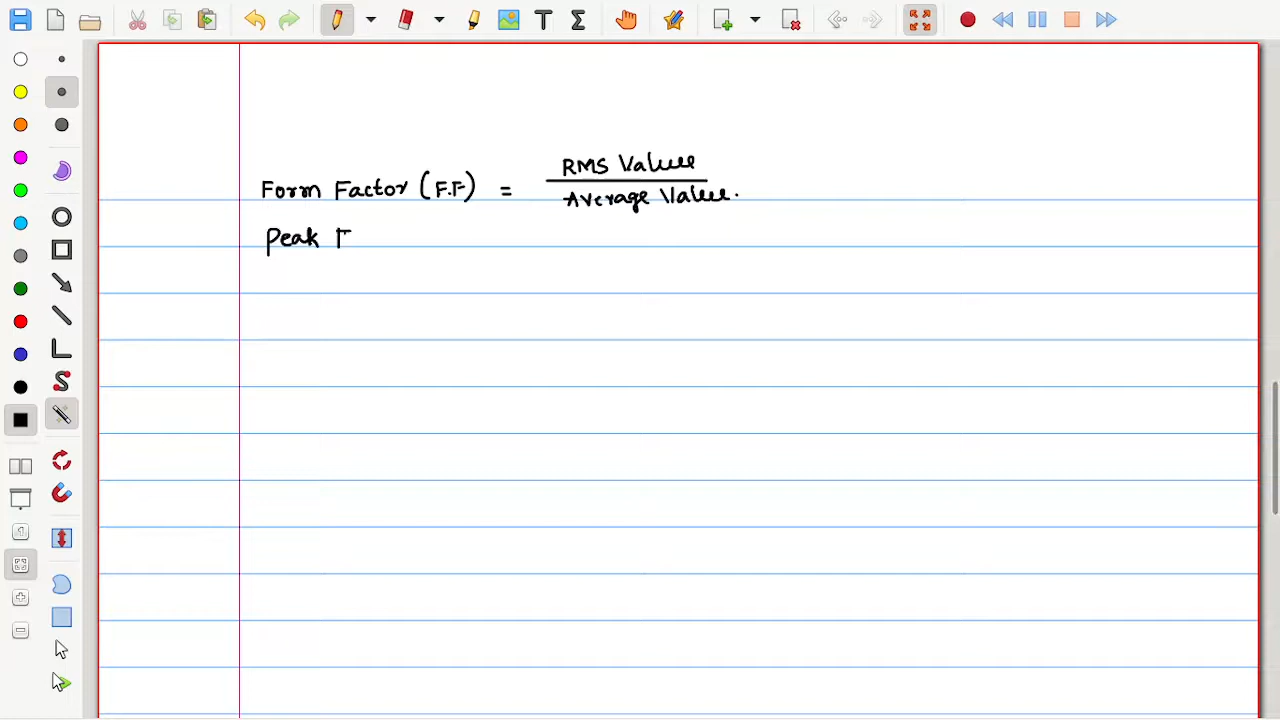 Form Factor (F.F) = RMS Value / Average Value.
Peak F